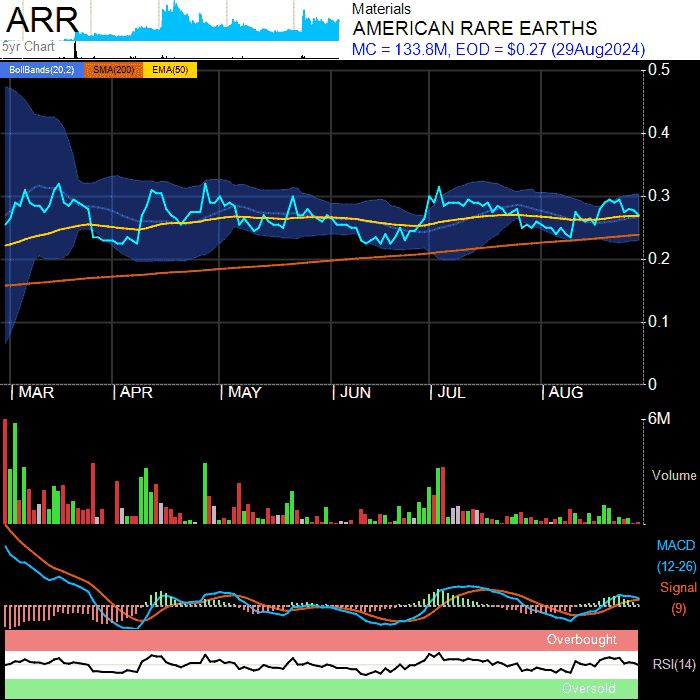 ARR
5yr Chart
Materials
AMERICAN RARE EARTHS
MC = 133.8M, EOD = $0.27 (29Aug2024)
BollBands(20,2) SMA(200) EMA(50)
0.5
0.4
0.3
0.2
0.1
0
MAR APR MAY JUN JUL AUG
6M
Volume
MACD
(12-26)
Signal
(9)
Overbought
RSI(14)
Oversold